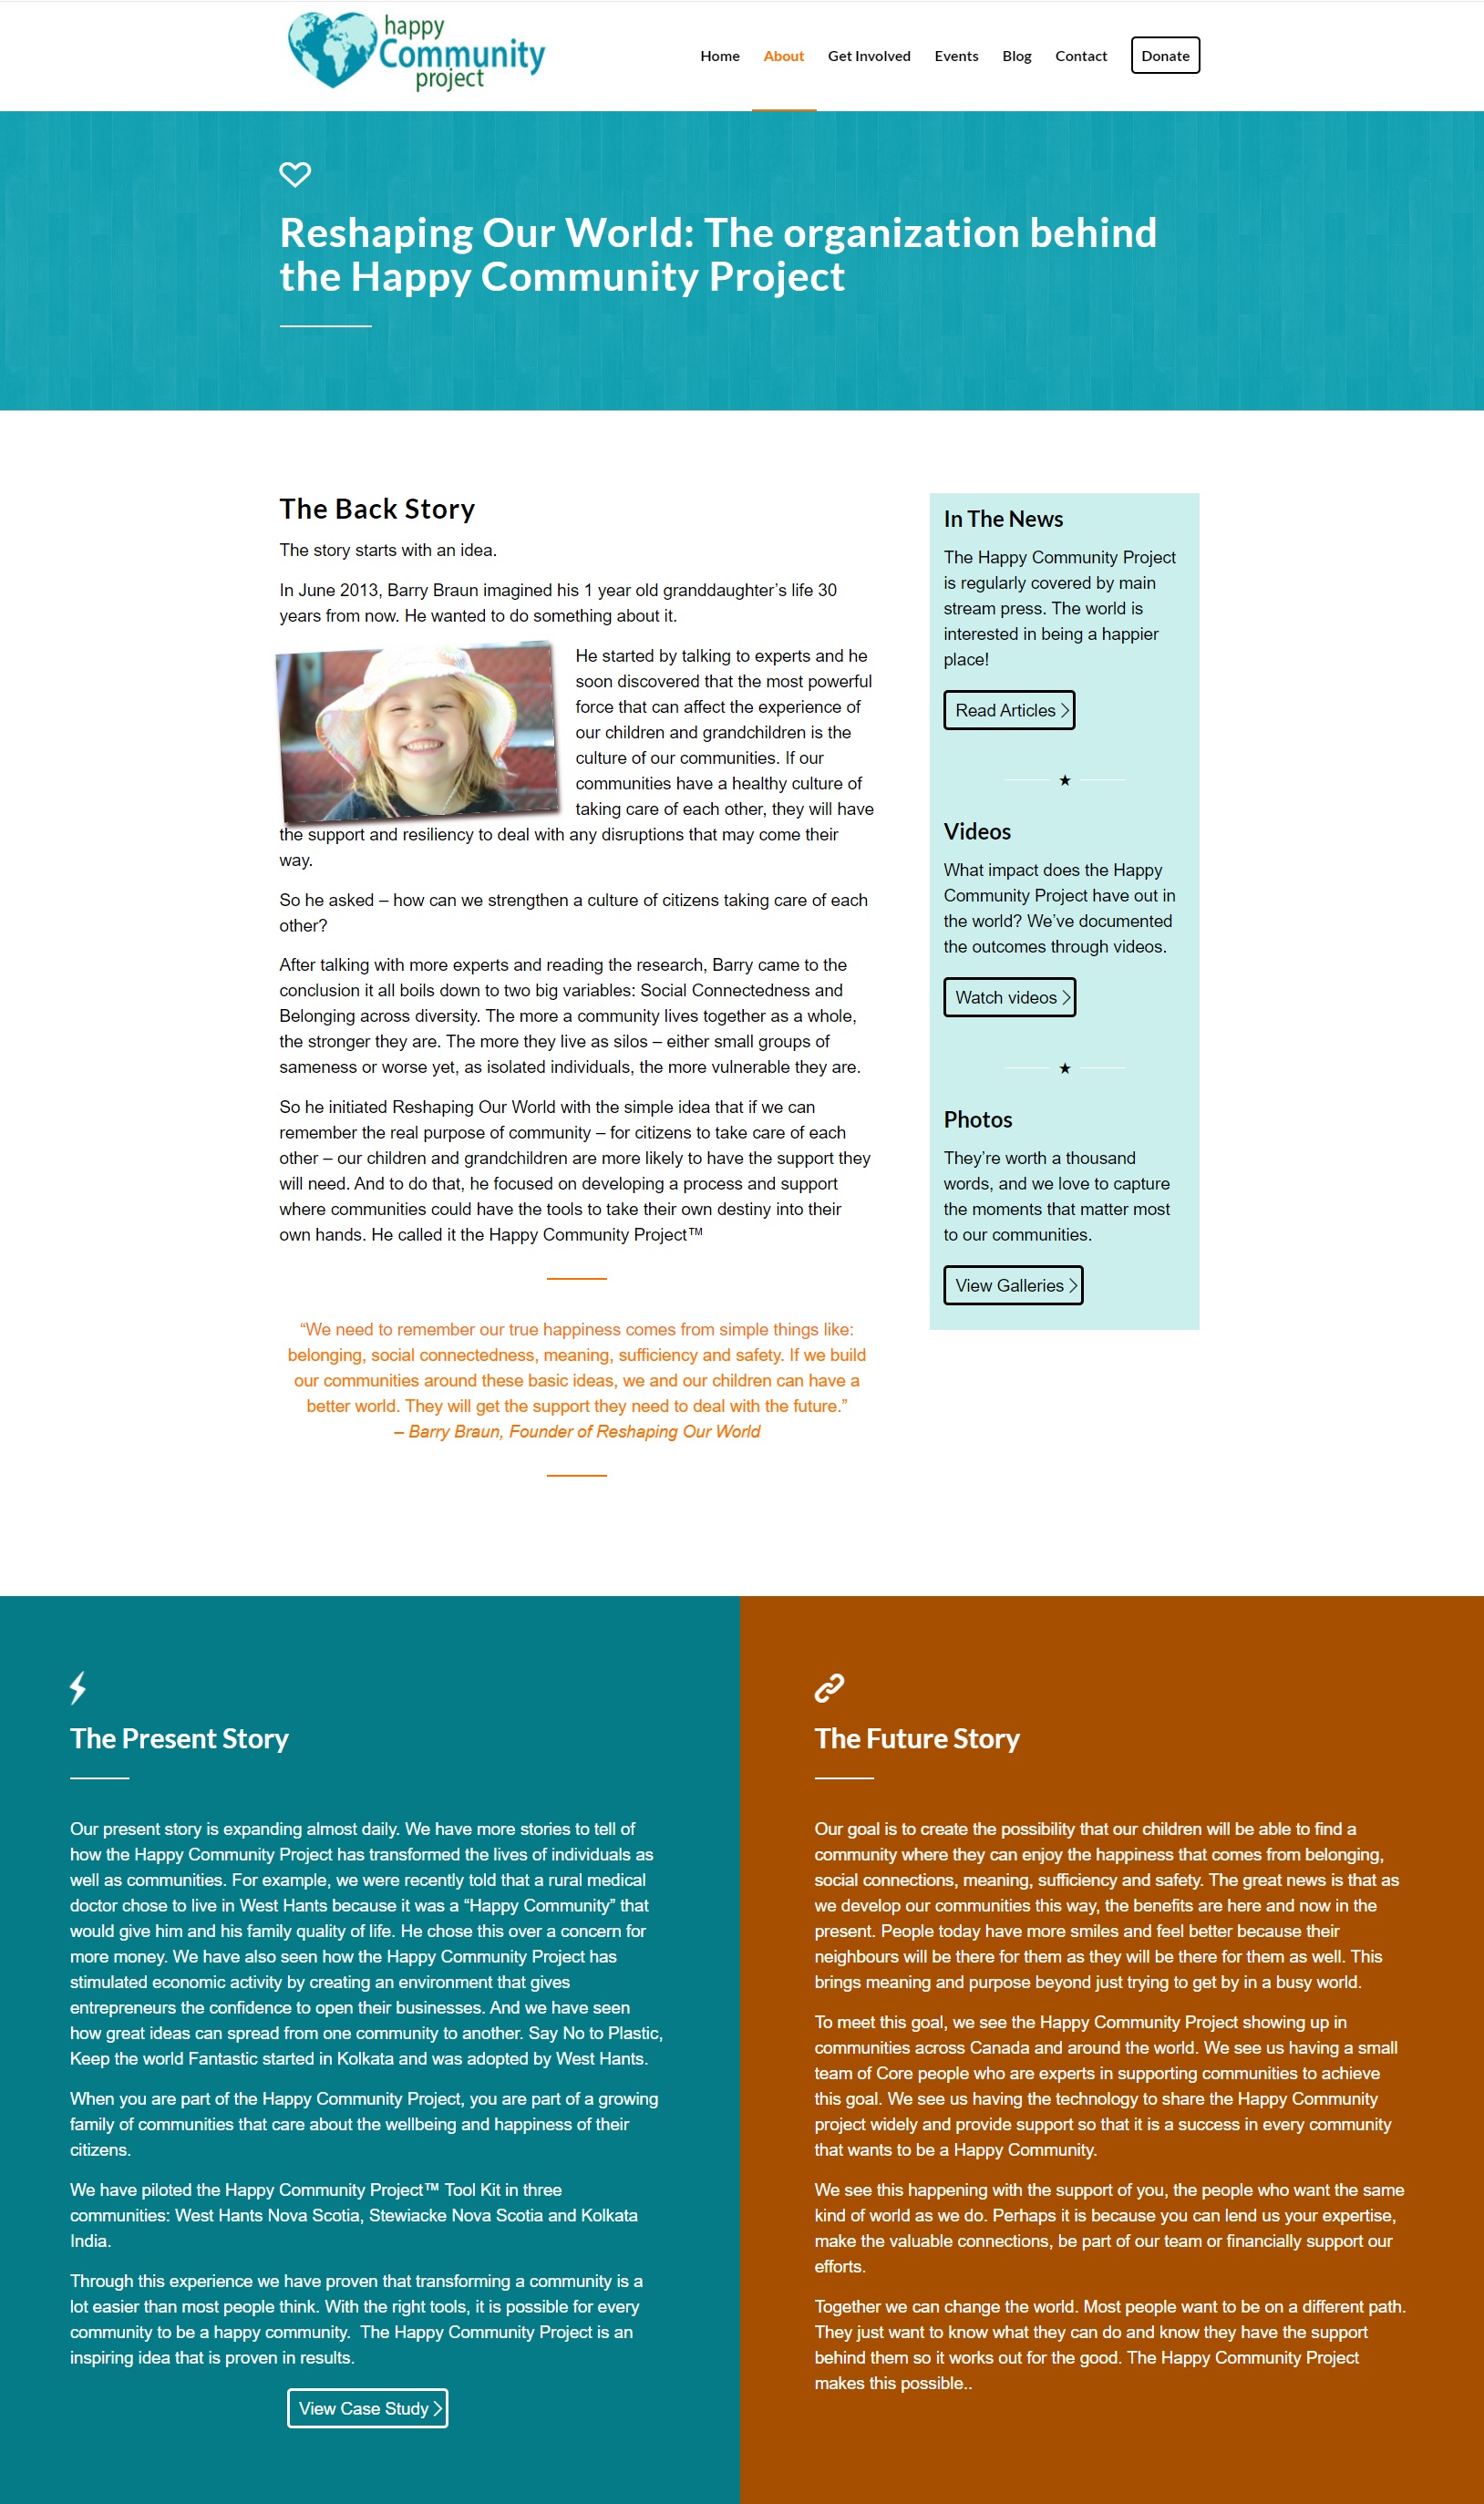 happy
Community
project
Home About Get Involved Events Blog Contact Donate
Reshaping Our World: The organization behind
the Happy Community Project
The Back Story
The story starts with an idea.
In June 2013, Barry Braun imagined his 1 year old granddaughter’s life 30
years from now. He wanted to do something about it.
He started by talking to experts and he
soon discovered that the most powerful
force that can affect the experience of
our children and grandchildren is the
culture of our communities. If our
communities have a healthy culture of
taking care of each other, they will have
the support and resiliency to deal with any disruptions that may come their
way.
So he asked – how can we strengthen a culture of citizens taking care of each
other?
After talking with more experts and reading the research, Barry came to the
conclusion it all boils down to two big variables: Social Connectedness and
Belonging across diversity. The more a community lives together as a whole,
the stronger they are. The more they live as silos – either small groups of
sameness or worse yet, as isolated individuals, the more vulnerable they are.
So he initiated Reshaping Our World with the simple idea that if we can
remember the real purpose of community – for citizens to take care of each
other – our children and grandchildren are more likely to have the support they
will need. And to do that, he focused on developing a process and support
where communities could have the tools to take their own destiny into their
own hands. He called it the Happy Community Project™
“We need to remember our true happiness comes from simple things like:
belonging, social connectedness, meaning, sufficiency and safety. If we build
our communities around these basic ideas, we and our children can have a
better world. They will get the support they need to deal with the future.”
– Barry Braun, Founder of Reshaping Our World
In The News
The Happy Community Project
is regularly covered by main
stream press. The world is
interested in being a happier
place!
Read Articles
Videos
What impact does the Happy
Community Project have out in
the world? We’ve documented
the outcomes through videos.
Watch videos
Photos
They’re worth a thousand
words, and we love to capture
the moments that matter most
to our communities.
View Galleries
The Present Story
Our present story is expanding almost daily. We have more stories to tell of
how the Happy Community Project has transformed the lives of individuals as
well as communities. For example, we were recently told that a rural medical
doctor chose to live in West Hants because it was a “Happy Community” that
would give him and his family quality of life. He chose this over a concern for
more money. We have also seen how the Happy Community Project has
stimulated economic activity by creating an environment that gives
entrepreneurs the confidence to open their businesses. And we have seen
how great ideas can spread from one community to another. Say No to Plastic,
Keep the world Fantastic started in Kolkata and was adopted by West Hants.
When you are part of the Happy Community Project, you are part of a growing
family of communities that care about the wellbeing and happiness of their
citizens.
We have piloted the Happy Community Project™ Tool Kit in three
communities: West Hants Nova Scotia, Stewiacke Nova Scotia and Kolkata
India.
Through this experience we have proven that transforming a community is a
lot easier than most people think. With the right tools, it is possible for every
community to be a happy community.  The Happy Community Project is an
inspiring idea that is proven in results.
View Case Study
The Future Story
Our goal is to create the possibility that our children will be able to find a
community where they can enjoy the happiness that comes from belonging,
social connections, meaning, sufficiency and safety. The great news is that as
we develop our communities this way, the benefits are here and now in the
present. People today have more smiles and feel better because their
neighbours will be there for them as they will be there for them as well. This
brings meaning and purpose beyond just trying to get by in a busy world.
To meet this goal, we see the Happy Community Project showing up in
communities across Canada and around the world. We see us having a small
team of Core people who are experts in supporting communities to achieve
this goal. We see us having the technology to share the Happy Community
project widely and provide support so that it is a success in every community
that wants to be a Happy Community.
We see this happening with the support of you, the people who want the same
kind of world as we do. Perhaps it is because you can lend us your expertise,
make the valuable connections, be part of our team or financially support our
efforts.
Together we can change the world. Most people want to be on a different path.
They just want to know what they can do and know they have the support
behind them so it works out for the good. The Happy Community Project
makes this possible..